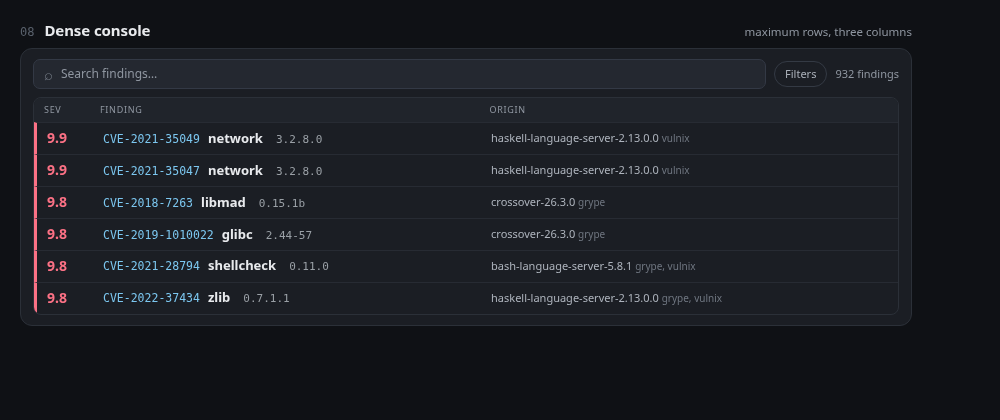 08 Dense console maximum rows, three columns
Search findings... Filters 932 findings
SEV FINDING ORIGIN
9.9 CVE-2021-35049 network 3.2.8.0 haskell-language-server-2.13.0.0 vulnix
9.9 CVE-2021-35047 network 3.2.8.0 haskell-language-server-2.13.0.0 vulnix
9.8 CVE-2018-7263 libmad 0.15.1b crossover-26.3.0 grype
9.8 CVE-2019-1010022 glibc 2.44-57 crossover-26.3.0 grype
9.8 CVE-2021-28794 shellcheck 0.11.0 bash-language-server-5.8.1 grype, vulnix
9.8 CVE-2022-37434 zlib 0.7.1.1 haskell-language-server-2.13.0.0 grype, vulnix